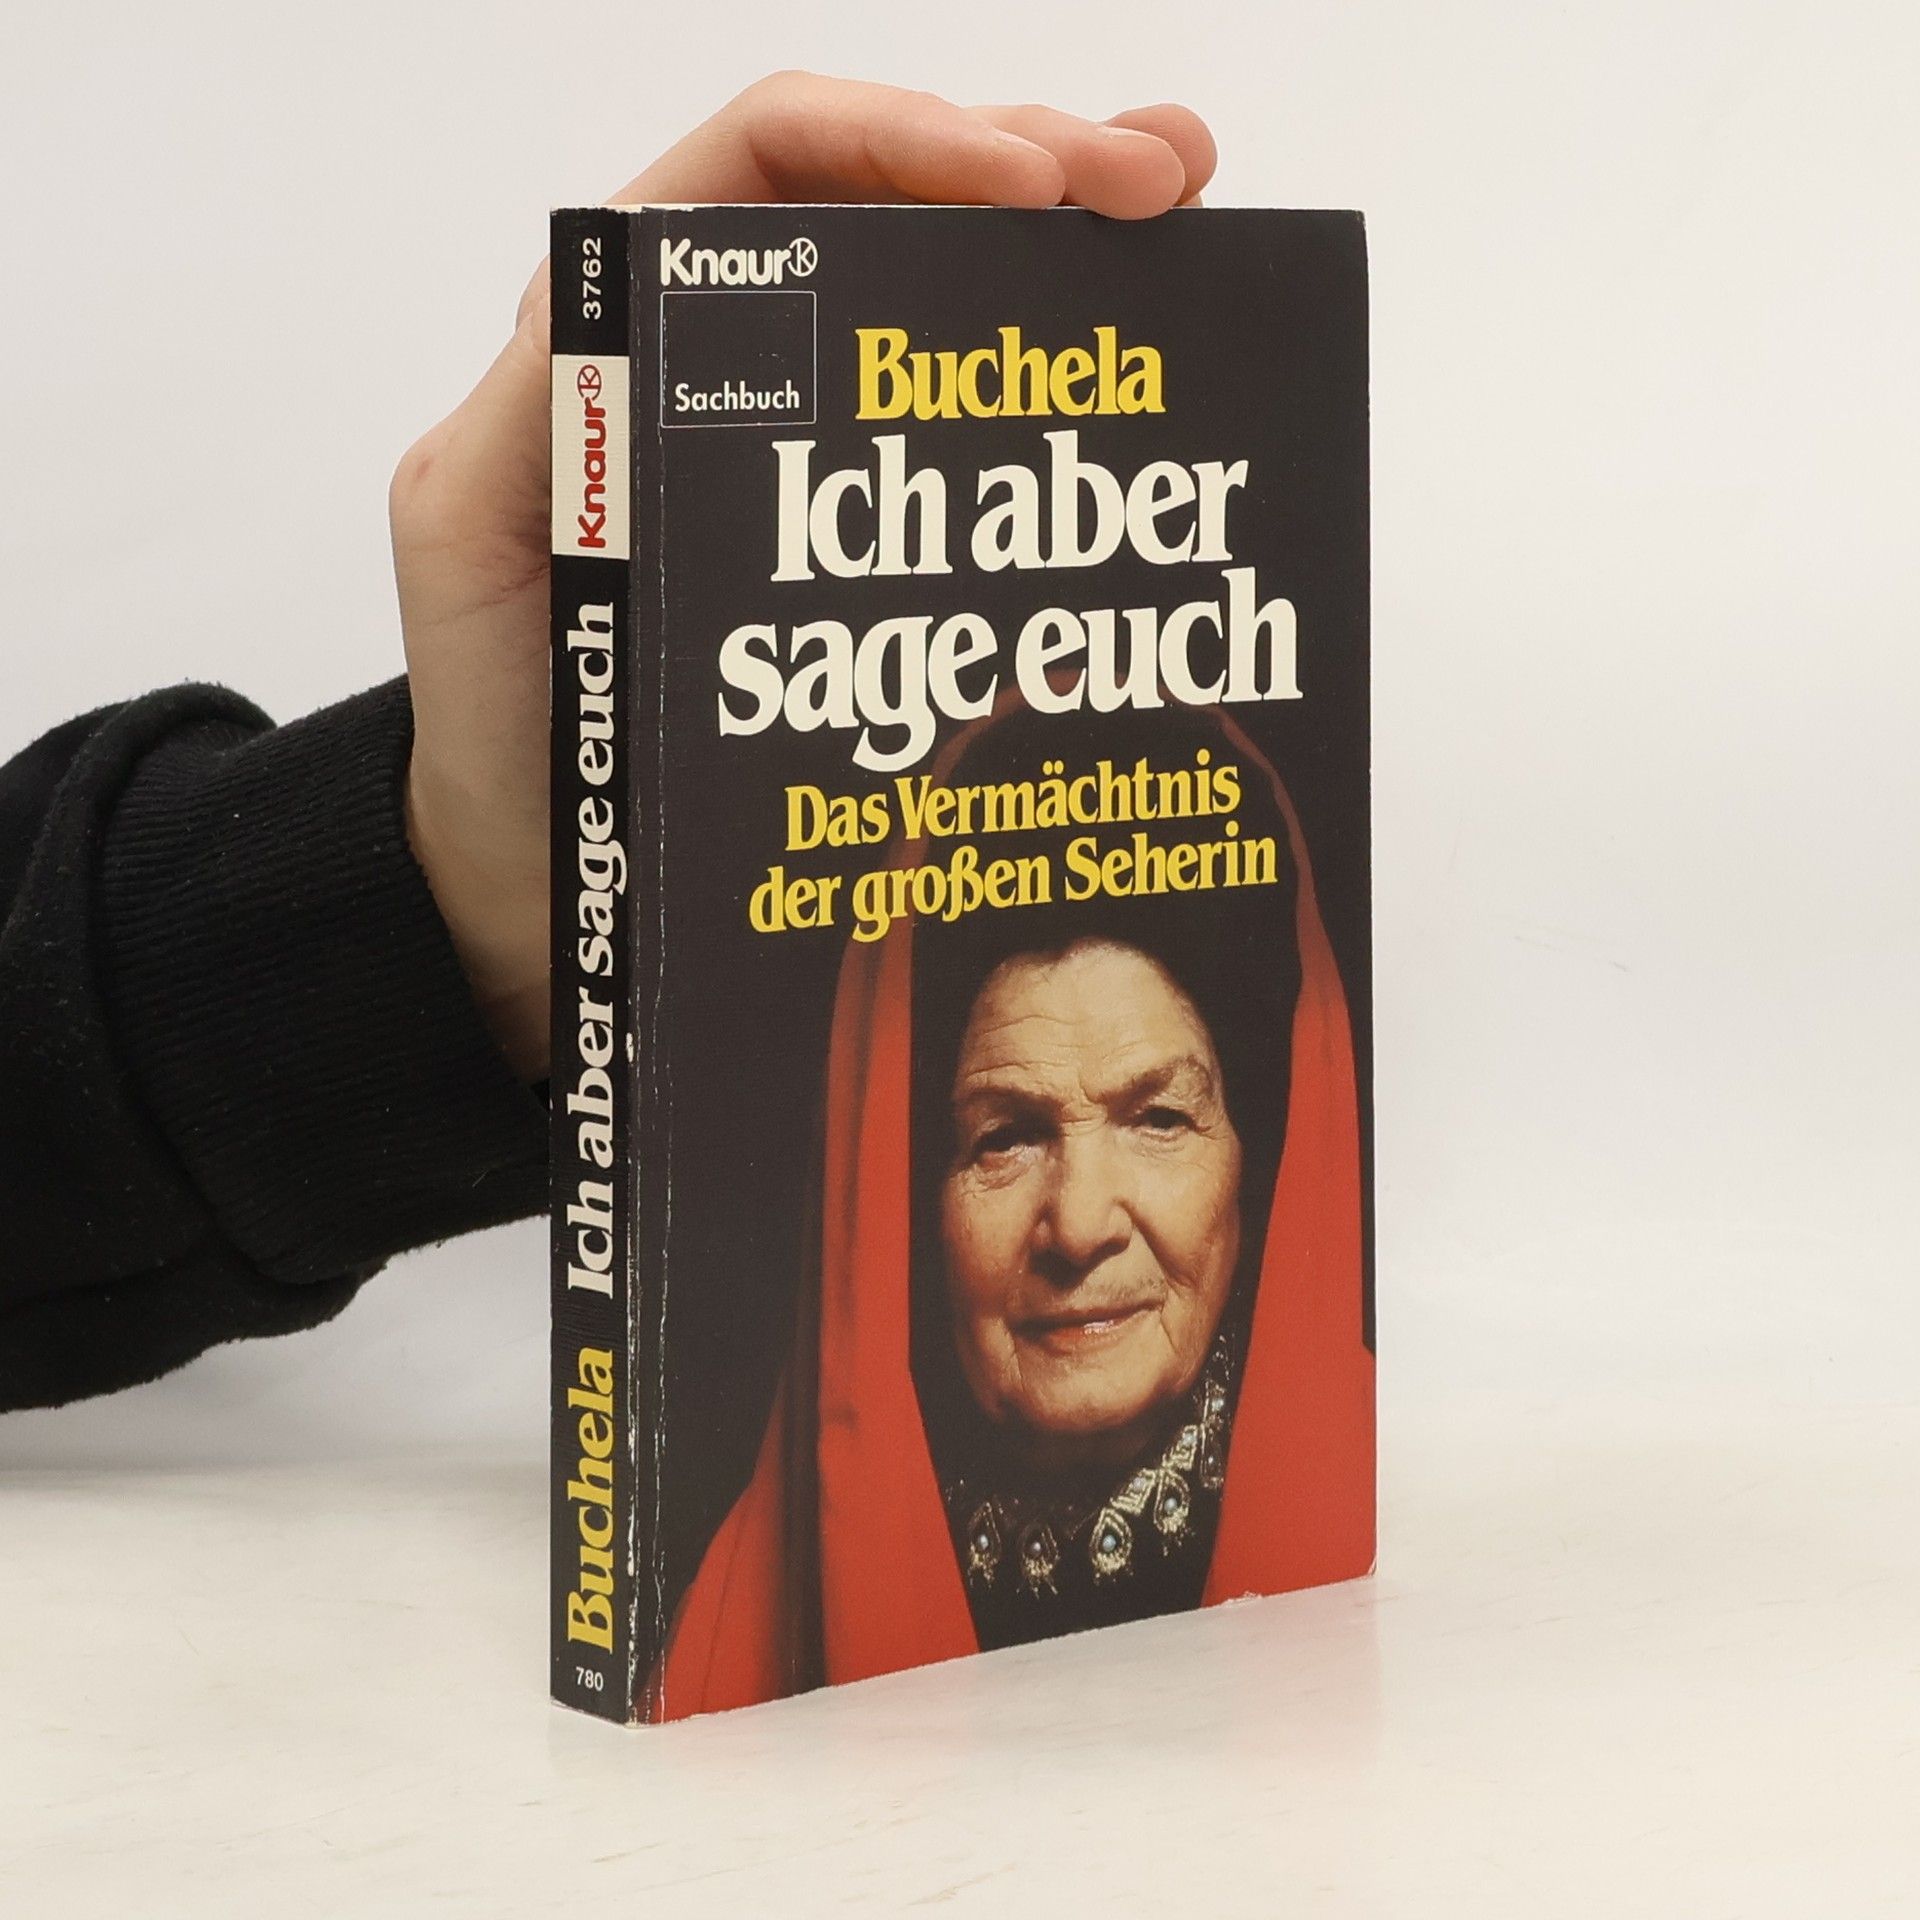 Knaur
Sachbuch
Buchela
Ich aber
sage euch
Das Vermächtnis
der großen Seherin
3762
Knaur
Buchela Ich aber sage euch
780